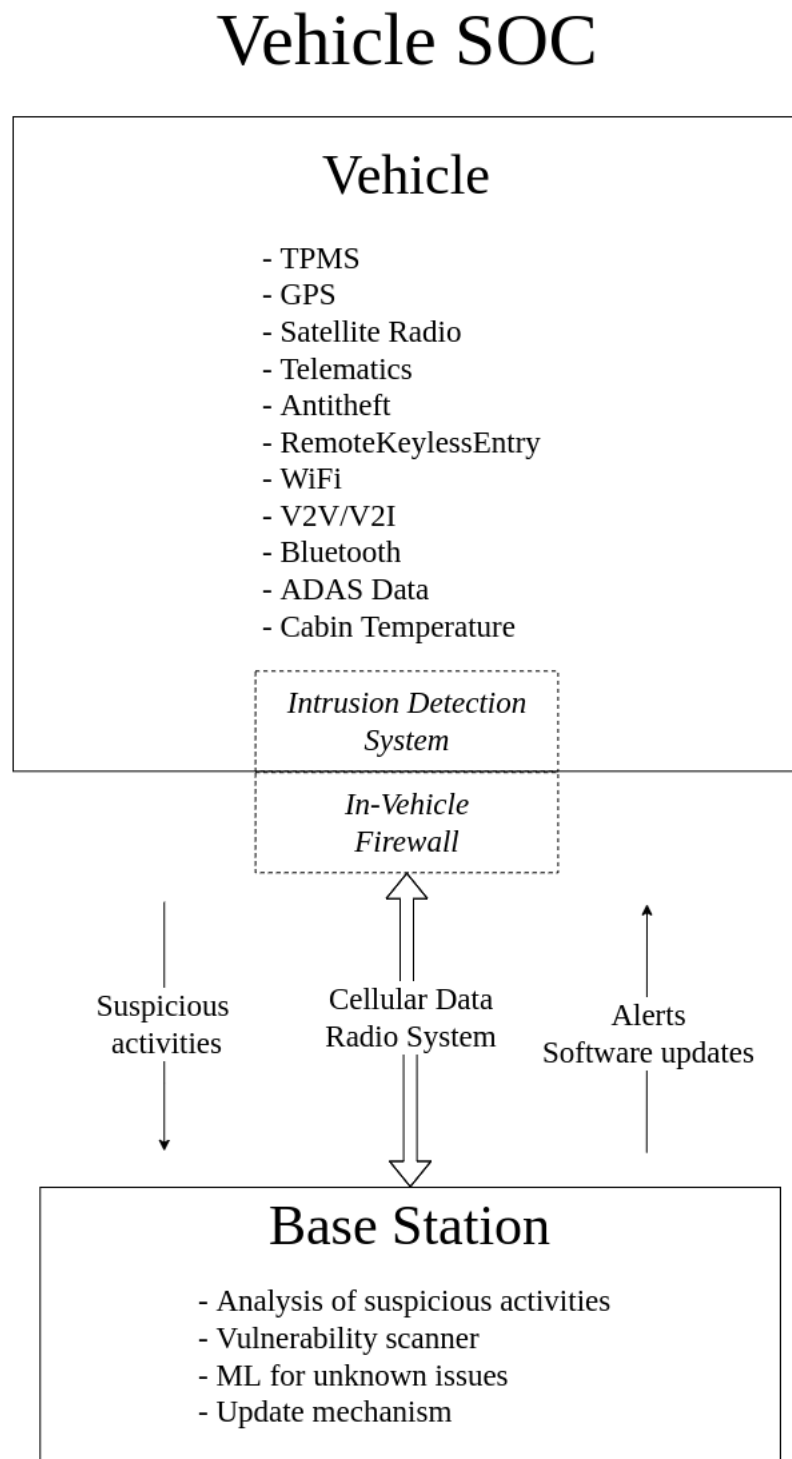 Vehicle SOC
Vehicle
- TPMS
- GPS
- Satellite Radio
- Telematics
- Antitheft
- RemoteKeylessEntry
- WiFi
- V2V/V2I
- Bluetooth
- ADAS Data
- Cabin Temperature
Intrusion Detection
System
In-Vehicle
Firewall
Suspicious
activities
Cellular Data
Radio System
Alerts
Software updates
Base Station
- Analysis of suspicious activities
- Vulnerability scanner
- ML for unknown issues
- Update mechanism